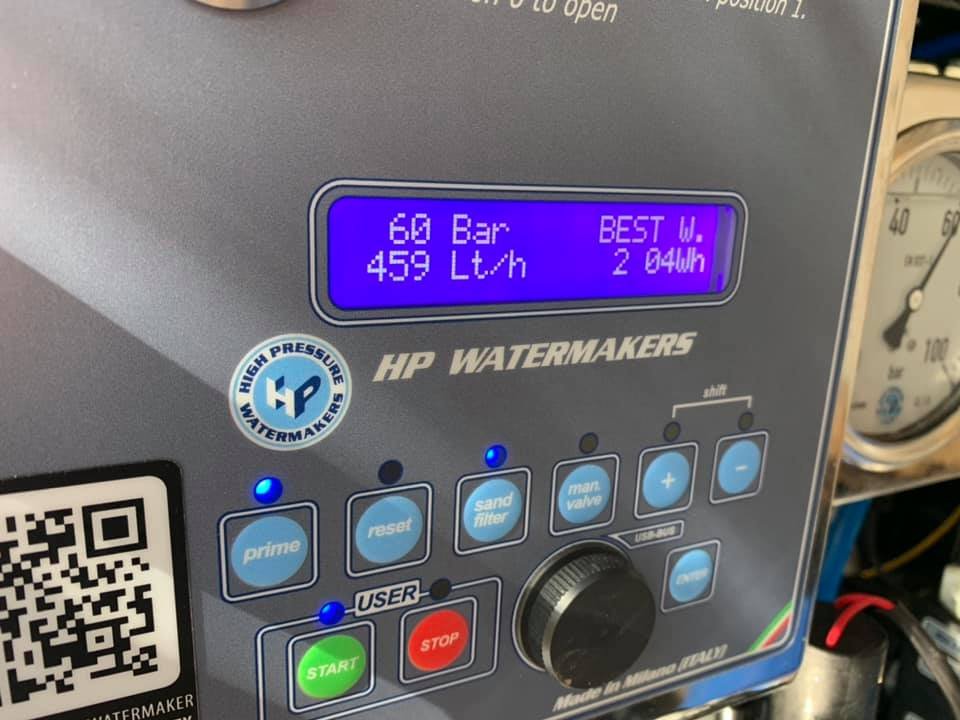 0 to open
position 1.
60 Bar BEST W.
459 Lt/h 2 04Wh
HP WATERMAKERS
HIGH PRESSURE
HP
WATERMAKERS
shift
prime
reset
sand filter
man. valve
+
-
USB-BUS
ENTER
USER
START
STOP
Made in Milano (ITALY)
WATERMAKER
40
60
100
bar